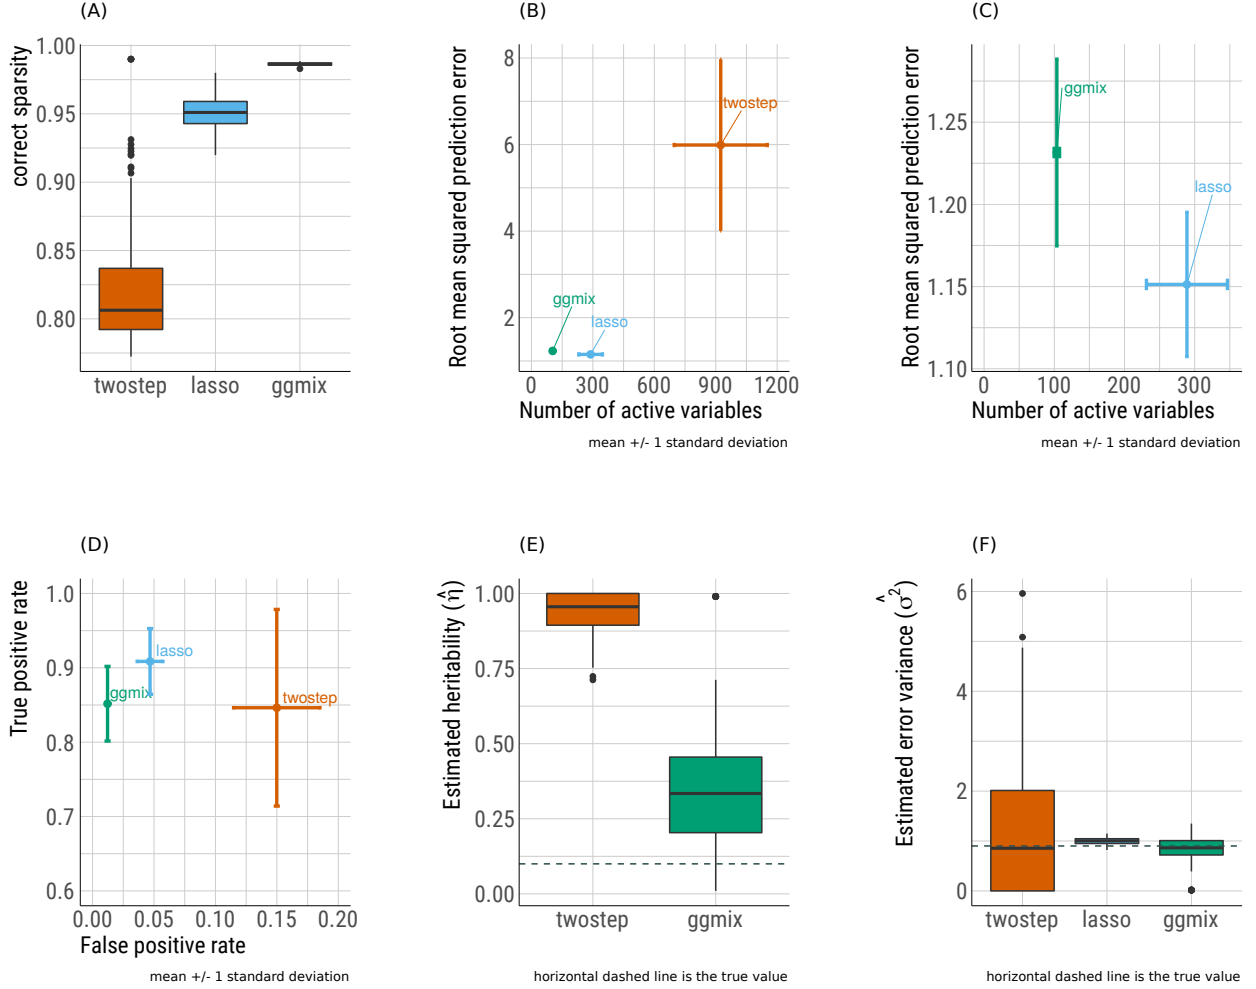 (A)
correct sparsity
1.00
0.95
0.90
0.85
0.80
twostep lasso ggmix
(B)
Root mean squared prediction error
8
6
4
2
twostep
ggmix
lasso
0 300 600 900 1200
Number of active variables
mean +/- 1 standard deviation
(C)
Root mean squared prediction error
1.25
1.20
1.15
1.10
ggmix
lasso
0 100 200 300
Number of active variables
mean +/- 1 standard deviation
(D)
True positive rate
1.0
0.9
0.8
0.7
0.6
lasso
ggmix
twostep
0.00 0.05 0.10 0.15 0.20
False positive rate
mean +/- 1 standard deviation
(E)
Estimated heritability (η̂)
1.00
0.75
0.50
0.25
0.00
twostep ggmix
horizontal dashed line is the true value
(F)
Estimated error variance (σ̂²)
6
4
2
0
twostep lasso ggmix
horizontal dashed line is the true value